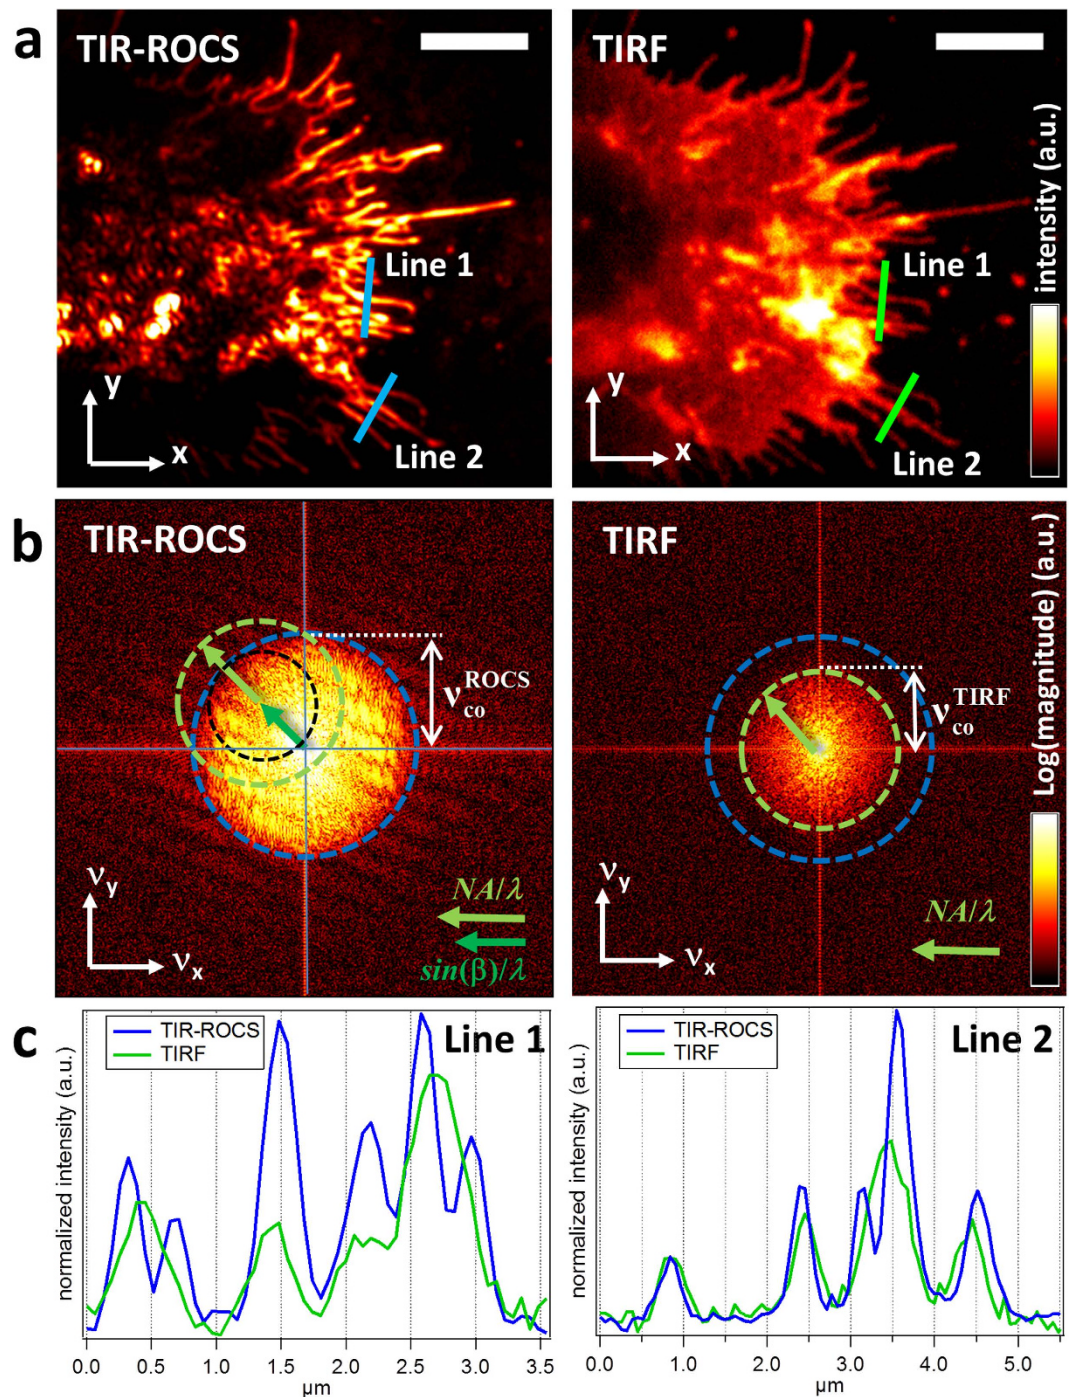 a
TIR-ROCS
TIRF
intensity (a.u.)
Line 1
Line 1
y
x
Line 2
y
x
Line 2
b
TIR-ROCS
TIRF
Log(magnitude) (a.u.)
ν_co^ROCS
ν_co^TIRF
ν_y
ν_x
NA/λ
sin(β)/λ
ν_y
ν_x
NA/λ
c
TIR-ROCS
TIRF
Line 1
normalized intensity (a.u.)
0.0 0.5 1.0 1.5 2.0 2.5 3.0 3.5
µm
TIR-ROCS
TIRF
Line 2
normalized intensity (a.u.)
0.0 1.0 2.0 3.0 4.0 5.0
µm